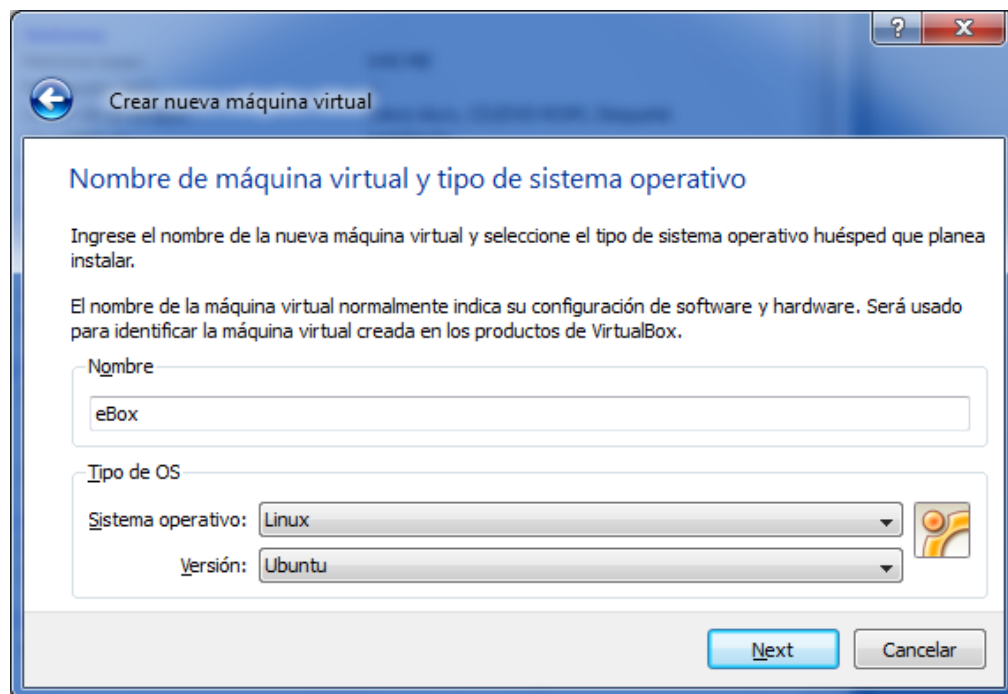 Crear nueva máquina virtual
Nombre de máquina virtual y tipo de sistema operativo
Ingrese el nombre de la nueva máquina virtual y seleccione el tipo de sistema operativo huésped que planea
instalar.
El nombre de la máquina virtual normalmente indica su configuración de software y hardware. Será usado
para identificar la máquina virtual creada en los productos de VirtualBox.
Nombre
eBox
Tipo de OS
Sistema operativo: Linux
Versión: Ubuntu
Next Cancelar